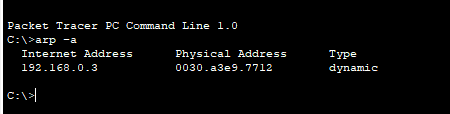 Packet Tracer PC Command Line 1.0
C:\>arp -a
  Internet Address      Physical Address      Type
  192.168.0.3           0030.a3e9.7712        dynamic
C:\>